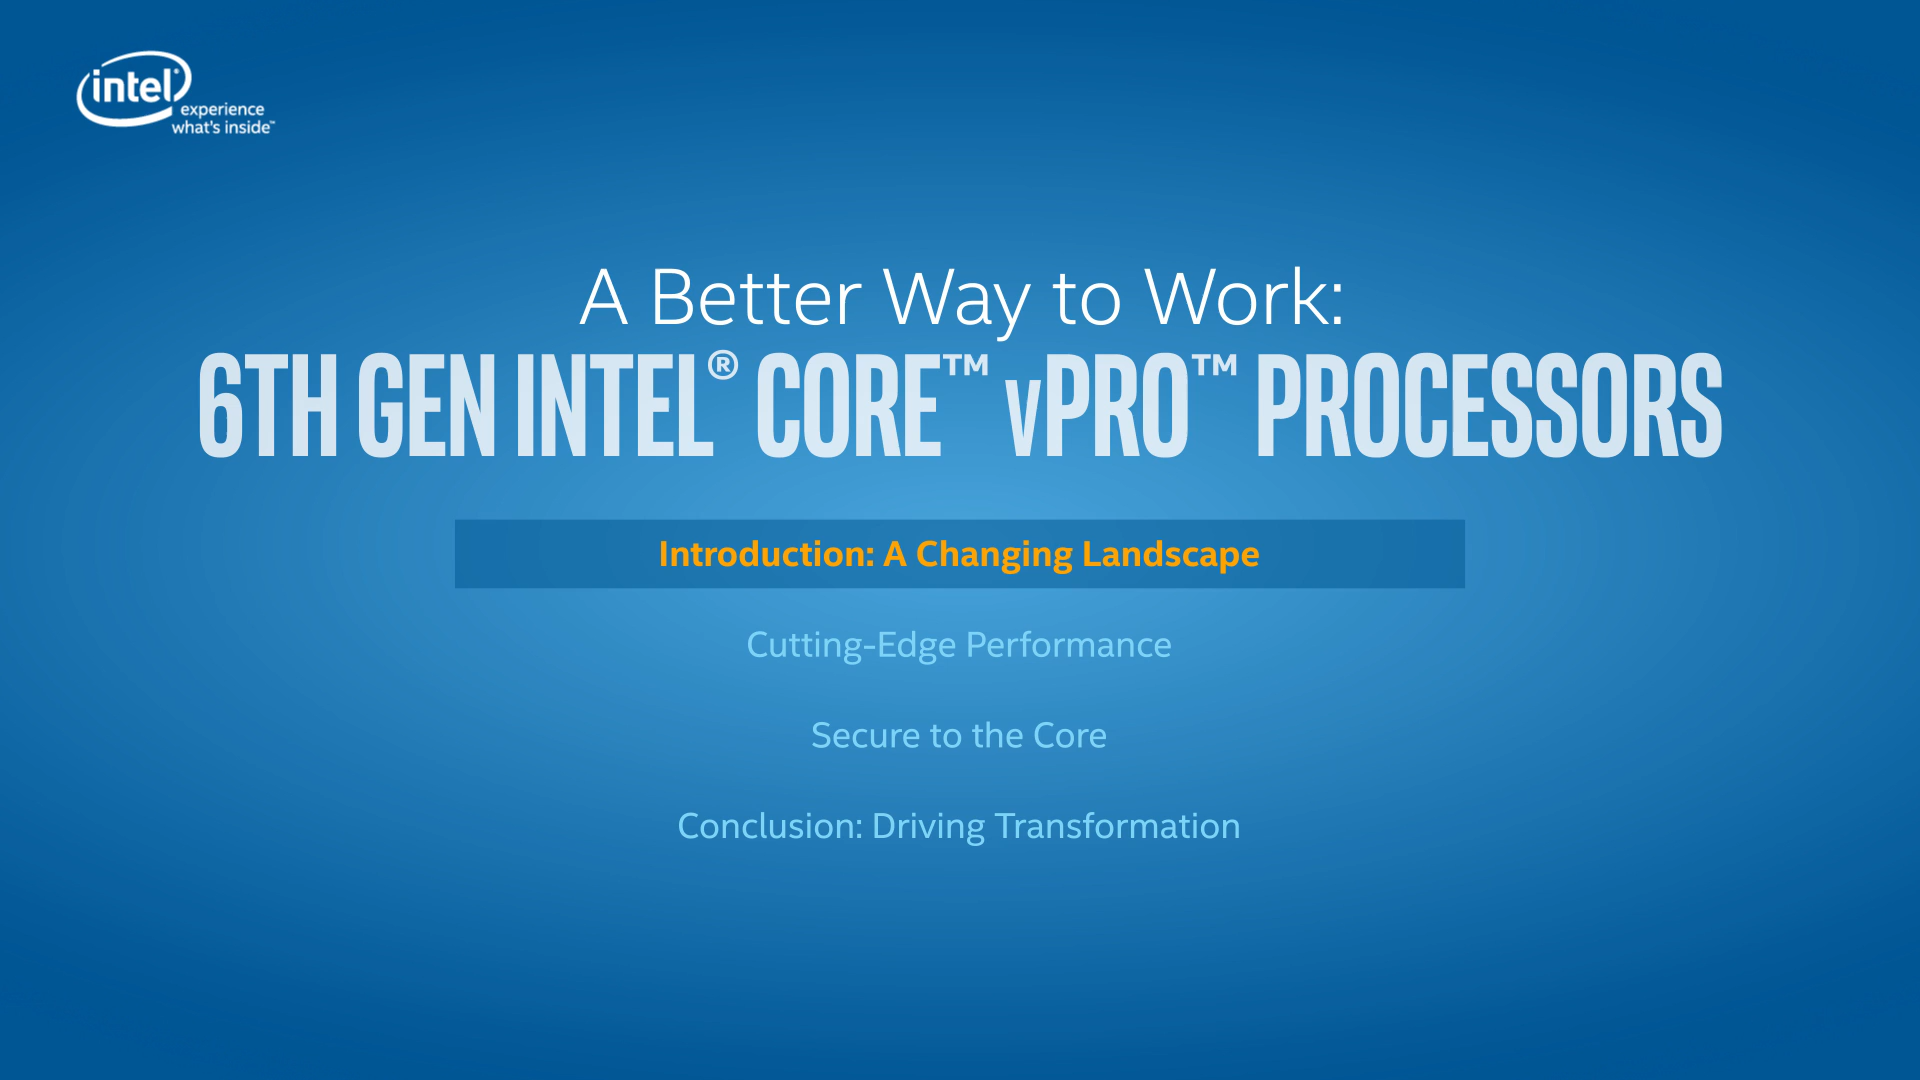 intel®
experience
what's inside™
A Better Way to Work:
6TH GEN INTEL® CORE™ vPRO™ PROCESSORS
Introduction: A Changing Landscape
Cutting-Edge Performance
Secure to the Core
Conclusion: Driving Transformation